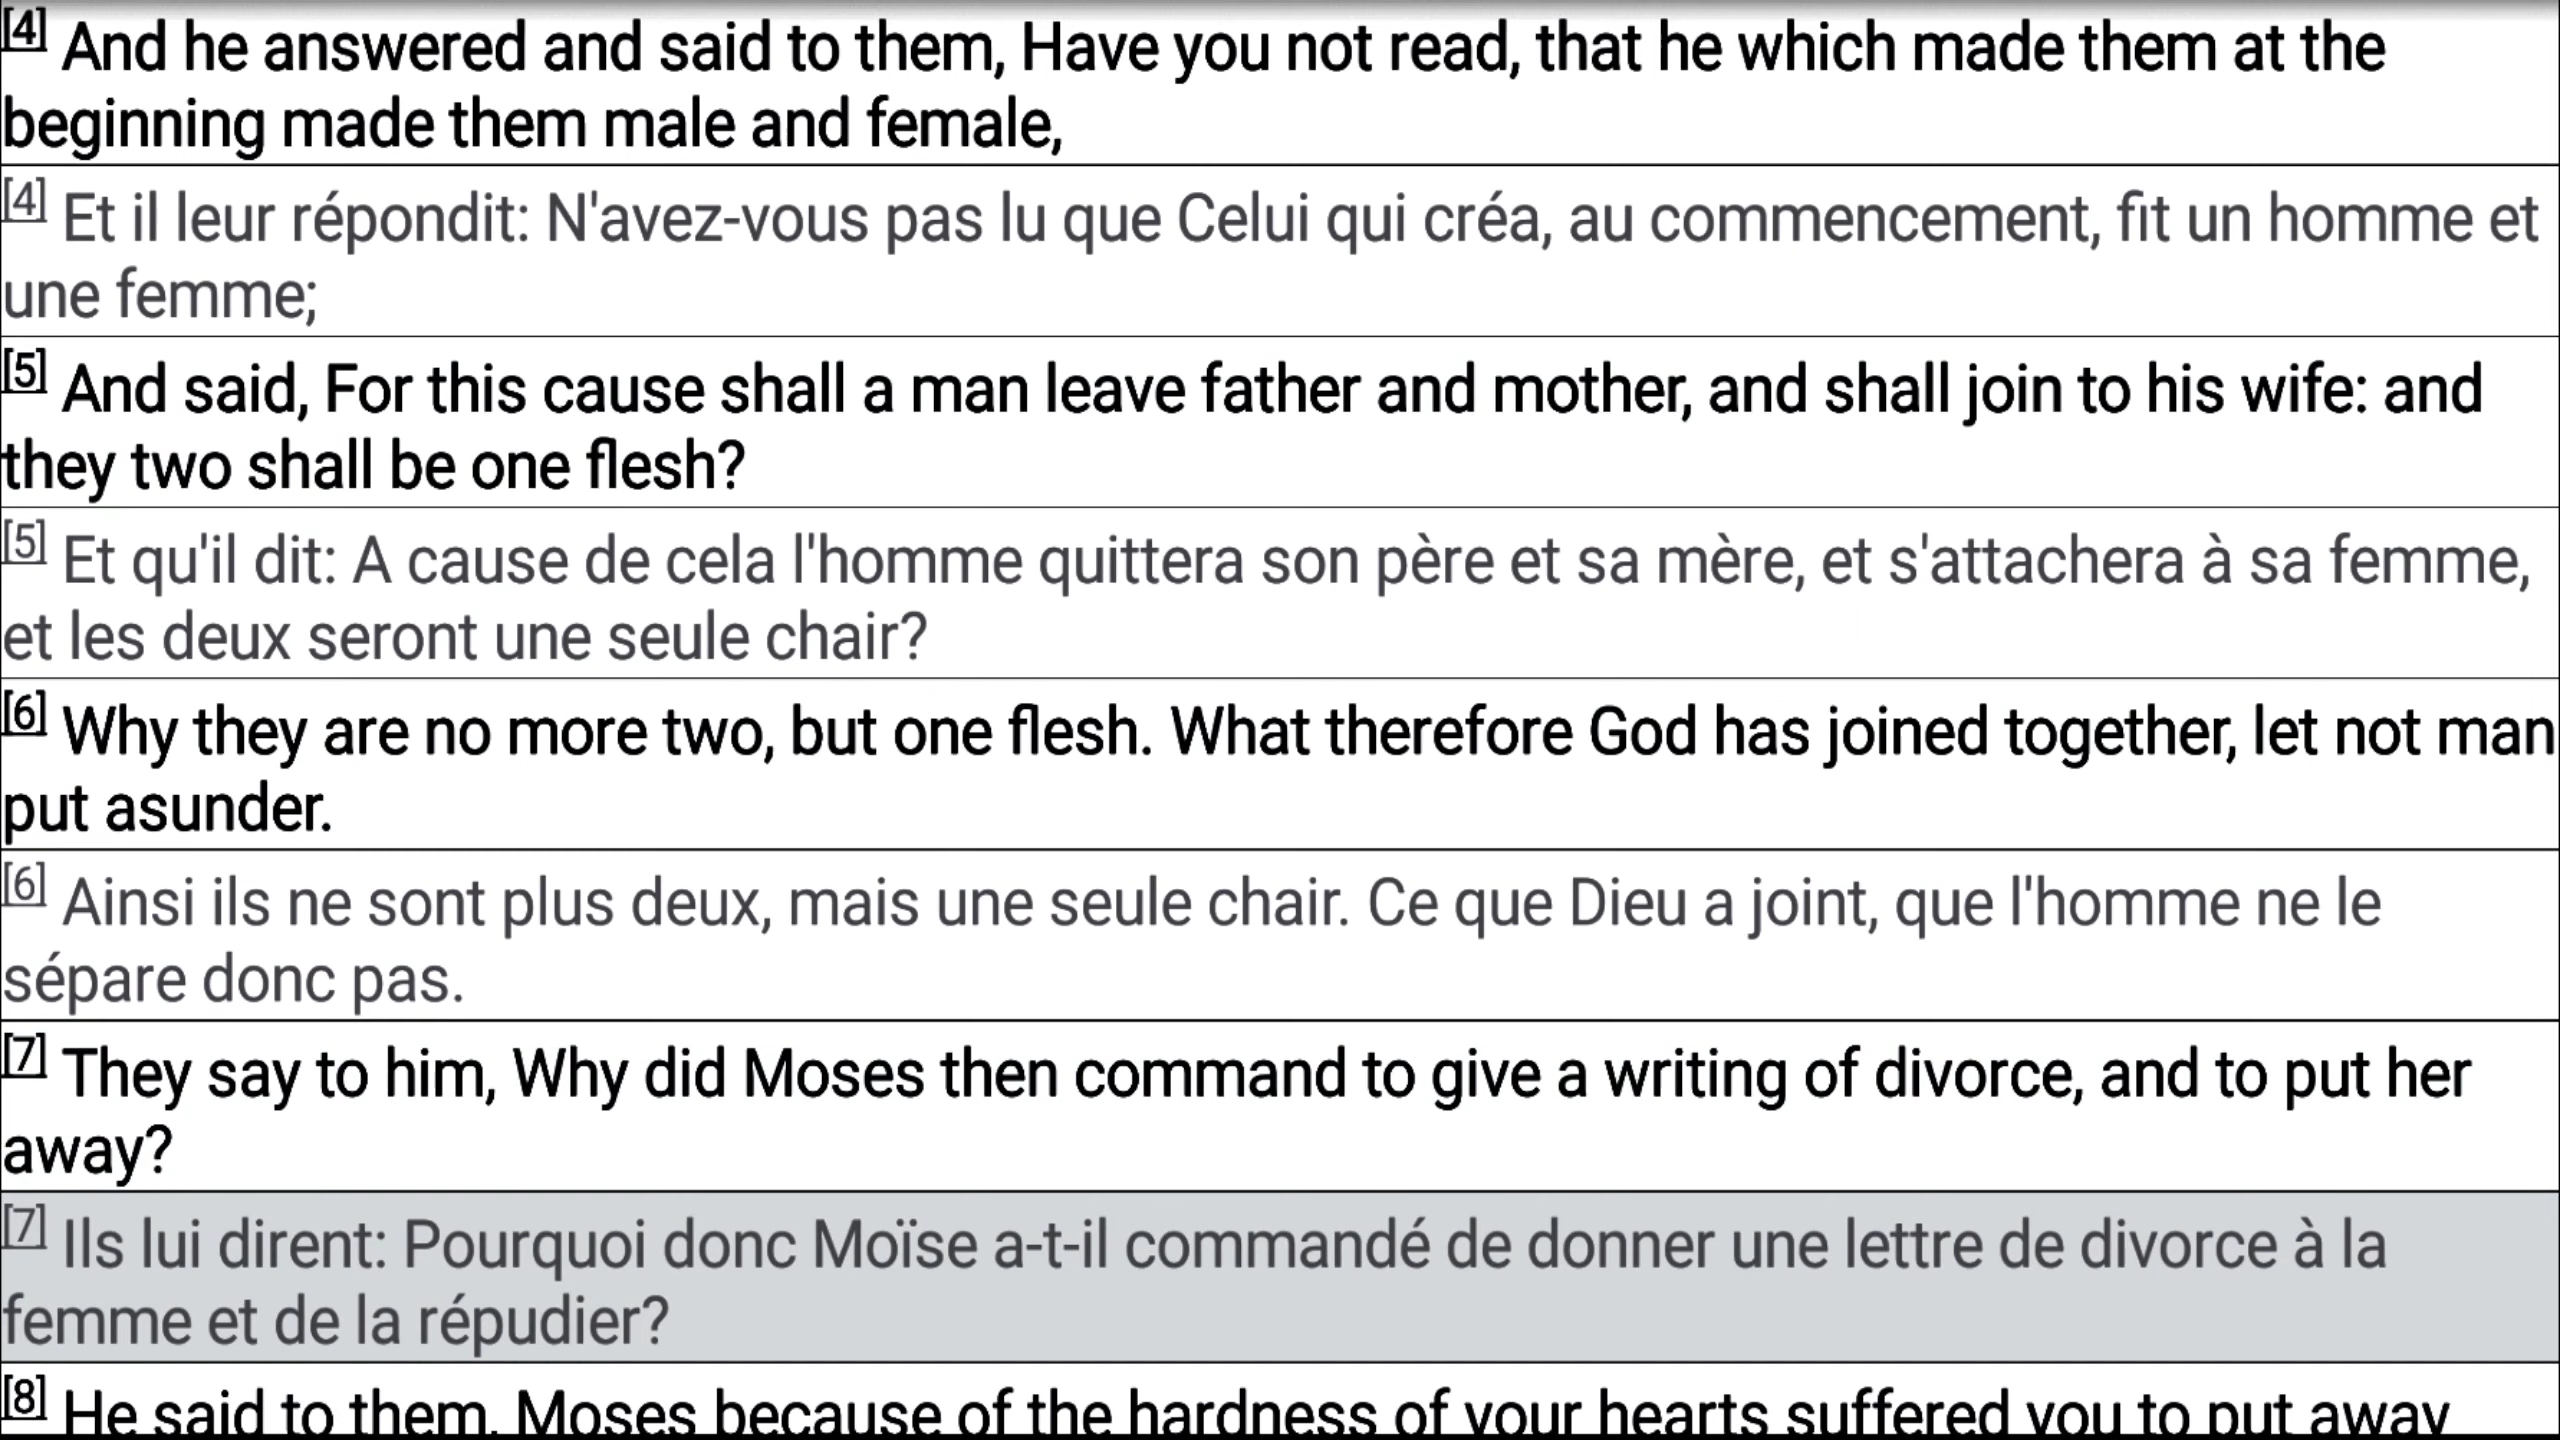 [4] And he answered and said to them, Have you not read, that he which made them at the
beginning made them male and female,
[4] Et il leur répondit: N'avez-vous pas lu que Celui qui créa, au commencement, fit un homme et
une femme;
[5] And said, For this cause shall a man leave father and mother, and shall join to his wife: and
they two shall be one flesh?
[5] Et qu'il dit: A cause de cela l'homme quittera son père et sa mère, et s'attachera à sa femme,
et les deux seront une seule chair?
[6] Why they are no more two, but one flesh. What therefore God has joined together, let not man
put asunder.
[6] Ainsi ils ne sont plus deux, mais une seule chair. Ce que Dieu a joint, que l'homme ne le
sépare donc pas.
[7] They say to him, Why did Moses then command to give a writing of divorce, and to put her
away?
[7] Ils lui dirent: Pourquoi donc Moïse a-t-il commandé de donner une lettre de divorce à la
femme et de la répudier?
[8] He said to them, Moses because of the hardness of your hearts suffered you to put away